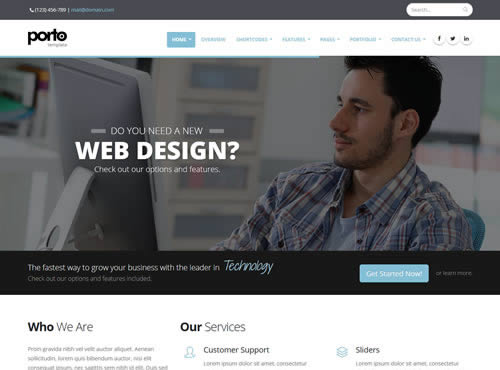 (123) 456-789 | mail@domain.com
Search...
porto
template
HOME OVERVIEW SHORTCODES FEATURES PAGES PORTFOLIO CONTACT US
DO YOU NEED A NEW
WEB DESIGN?
Check out our options and features.
The fastest way to grow your business with the leader in Technology
Check out our options and features included.
Get Started Now!
or learn more.
Who We Are
Proin gravida nibh vel velit auctor aliquet. Aenean
sollicitudin, lorem quis bibendum auctor, nisi elit
consequat ipsum, nec sagittis sem nibh id elit. Duis
Our Services
Customer Support
Lorem ipsum dolor sit amet, consectetur
Sliders
Lorem ipsum dolor sit amet, consectetur